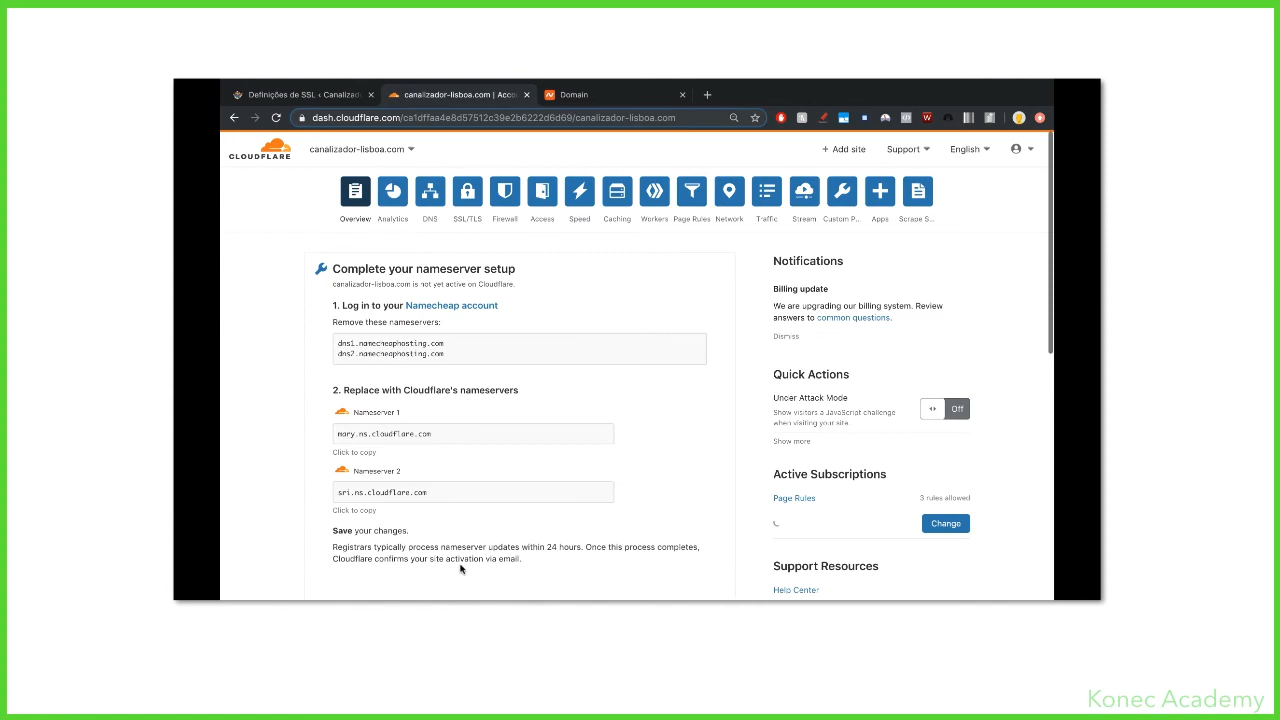 Definições de SSL ‹ Canaliza
canalizador-lisboa.com | Acco
Domain
dash.cloudflare.com/ca1dffaa4e8d57512c39e2b6222d6d69/canalizador-lisboa.com
CLOUDFLARE
canalizador-lisboa.com
+ Add site
Support
English
Overview
Analytics
DNS
SSL/TLS
Firewall
Access
Speed
Caching
Workers
Page Rules
Network
Traffic
Stream
Custom P...
Apps
Scrape S...
Complete your nameserver setup
canalizador-lisboa.com is not yet active on Cloudflare.
1. Log in to your Namecheap account
Remove these nameservers:
dns1.namecheaphosting.com
dns2.namecheaphosting.com
2. Replace with Cloudflare's nameservers
Nameserver 1
mary.ns.cloudflare.com
Click to copy
Nameserver 2
sri.ns.cloudflare.com
Click to copy
Save your changes.
Registrars typically process nameserver updates within 24 hours. Once this process completes,
Cloudflare confirms your site activation via email.
Notifications
Billing update
We are upgrading our billing system. Review
answers to common questions.
Dismiss
Quick Actions
Under Attack Mode
Off
Show visitors a JavaScript challenge
when visiting your site.
Show more
Active Subscriptions
Page Rules
3 rules allowed
Change
Support Resources
Help Center
Konec Academy